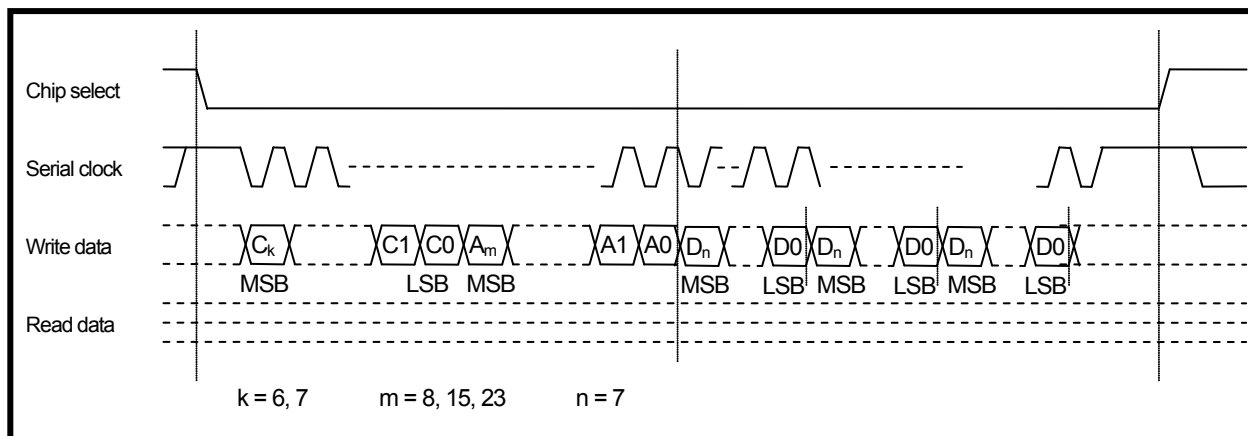 Chip select
Serial clock
Write data
Cₖ C1 C0 Aₘ A1 A0 Dₙ D0 Dₙ D0 Dₙ D0
MSB LSB MSB MSB LSB MSB LSB MSB LSB
Read data
k = 6, 7 m = 8, 15, 23 n = 7